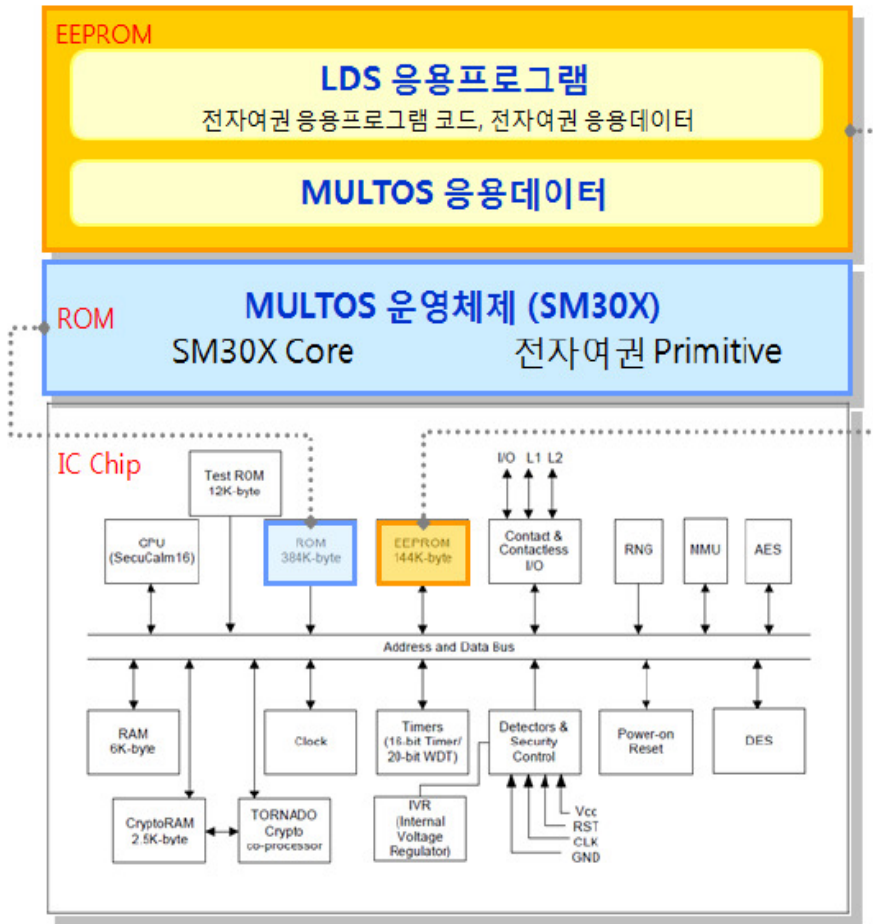 EEPROM
LDS 응용프로그램
전자여권 응용프로그램 코드, 전자여권 응용데이터
MULTOS 응용데이터
ROM
MULTOS 운영체제 (SM30X)
SM30X Core
전자여권 Primitive
IC Chip
Test ROM
12K-byte
I/O L1 L2
CPU
(SecuCalm16)
ROM
384K-byte
EEPROM
144K-byte
Contact &
Contactless
I/O
RNG
MMU
AES
Address and Data Bus
RAM
6K-byte
Clock
Timers
(16-bit Timer/
20-bit WDT)
Detectors &
Security
Control
Power-on
Reset
DES
CryptoRAM
2.5K-byte
TORNADO
Crypto
co-processor
IVR
(Internal
Voltage
Regulator)
Vcc
RST
CLK
GND